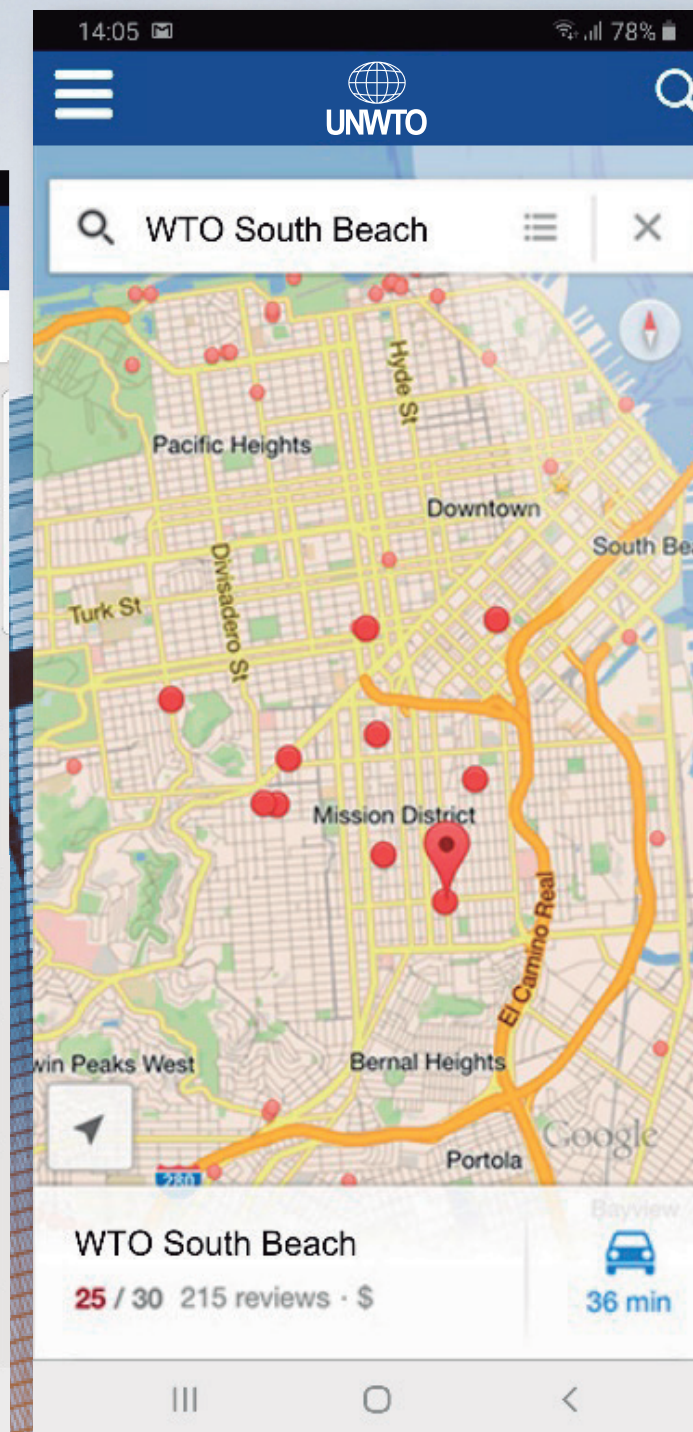 14:05
78%
UNWTO
WTO South Beach
Hyde St
Pacific Heights
Downtown
South Be
Divisadero St
Turk St
Mission District
El Camino Real
win Peaks West
Bernal Heights
Google
Portola
280
Bayview
WTO South Beach
25 / 30 215 reviews · $
36 min